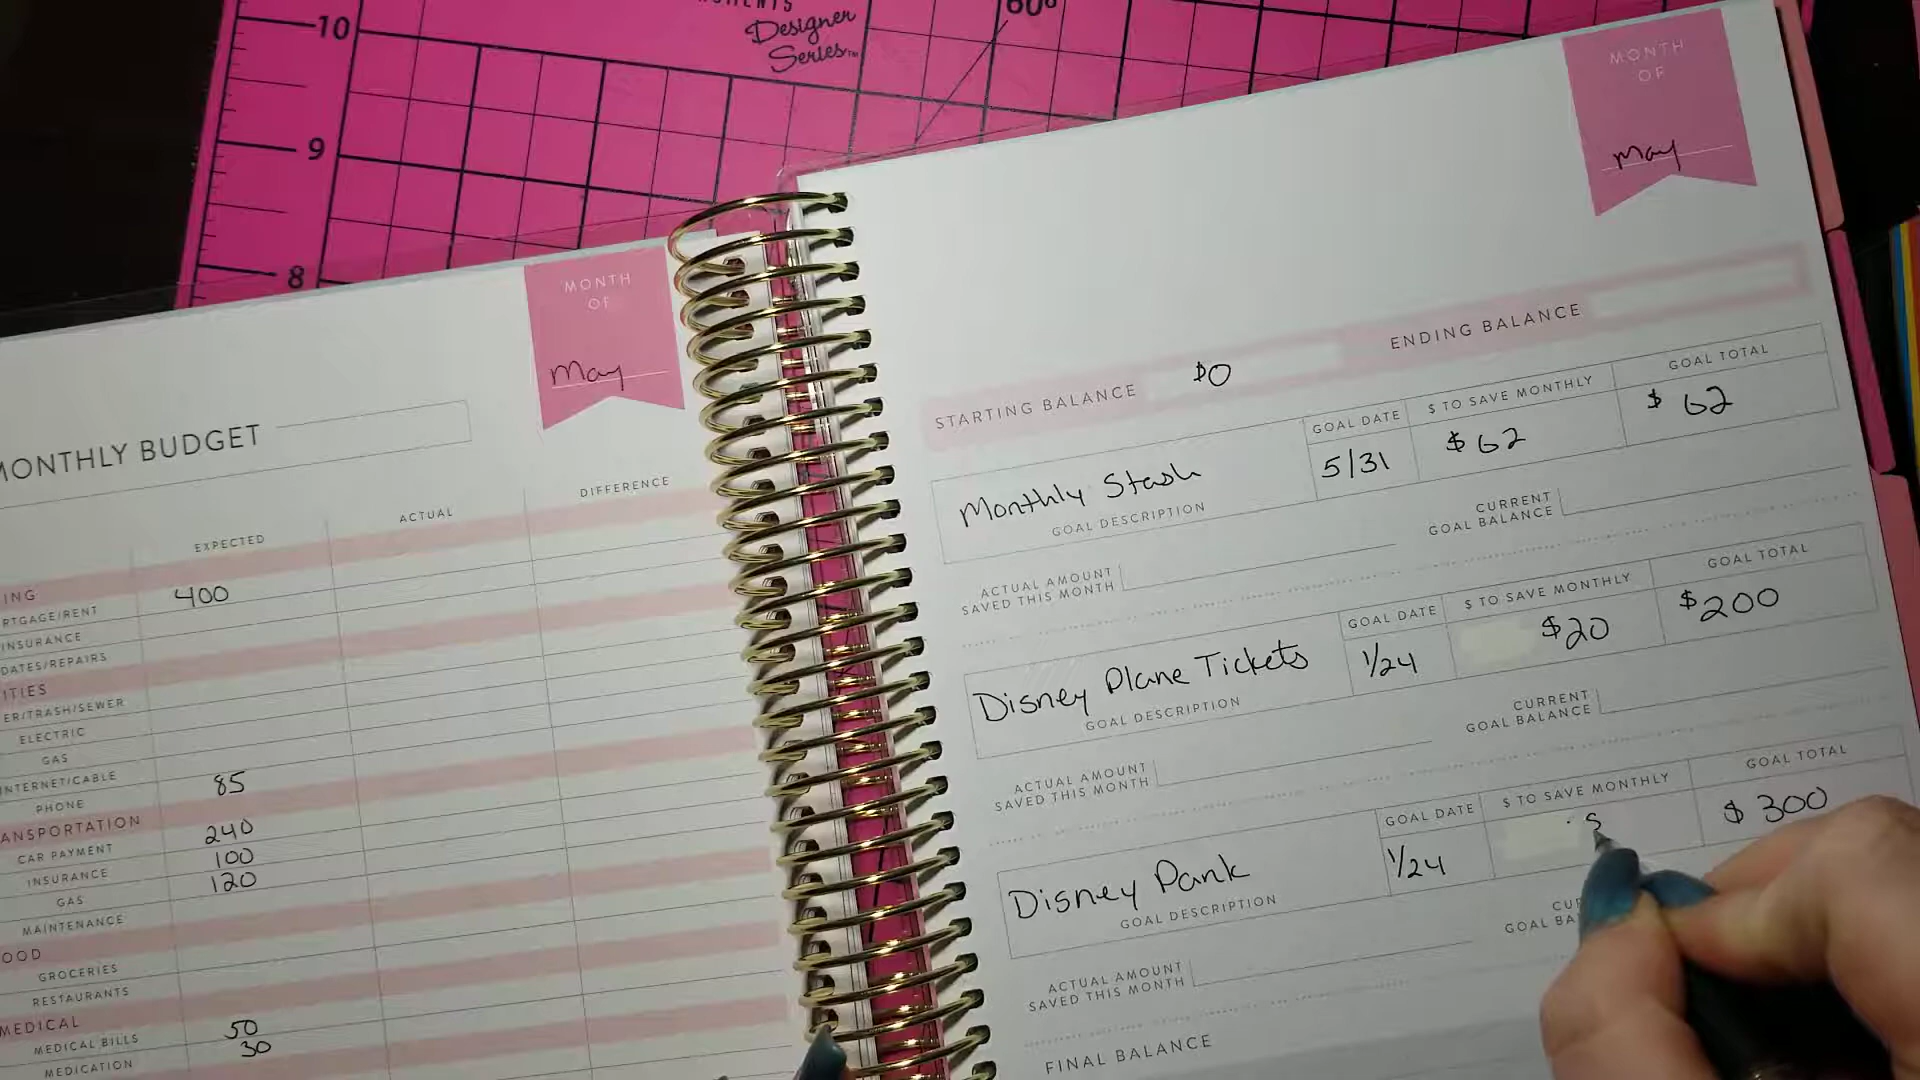 10
9
8
Designer
Series™
60°
MONTH
OF
May
MONTHLY BUDGET
EXPECTED
ACTUAL
DIFFERENCE
400
INSURANCE
ELECTRIC
GAS
85
PHONE
240
CAR PAYMENT
100
INSURANCE
120
GAS
MAINTENANCE
GROCERIES
RESTAURANTS
MEDICAL
50
MEDICAL BILLS
30
MEDICATION
MONTH
OF
May
STARTING BALANCE $0 ENDING BALANCE
Monthly Stash
GOAL DESCRIPTION
GOAL DATE
5/31
$ TO SAVE MONTHLY
$ 62
GOAL TOTAL
$ 62
ACTUAL AMOUNT
SAVED THIS MONTH
CURRENT
GOAL BALANCE
Disney Plane Tickets
GOAL DESCRIPTION
GOAL DATE
1/24
$ TO SAVE MONTHLY
$20
GOAL TOTAL
$200
ACTUAL AMOUNT
SAVED THIS MONTH
CURRENT
GOAL BALANCE
Disney Pank
GOAL DESCRIPTION
GOAL DATE
1/24
$ TO SAVE MONTHLY
GOAL TOTAL
$ 300
ACTUAL AMOUNT
SAVED THIS MONTH
FINAL BALANCE